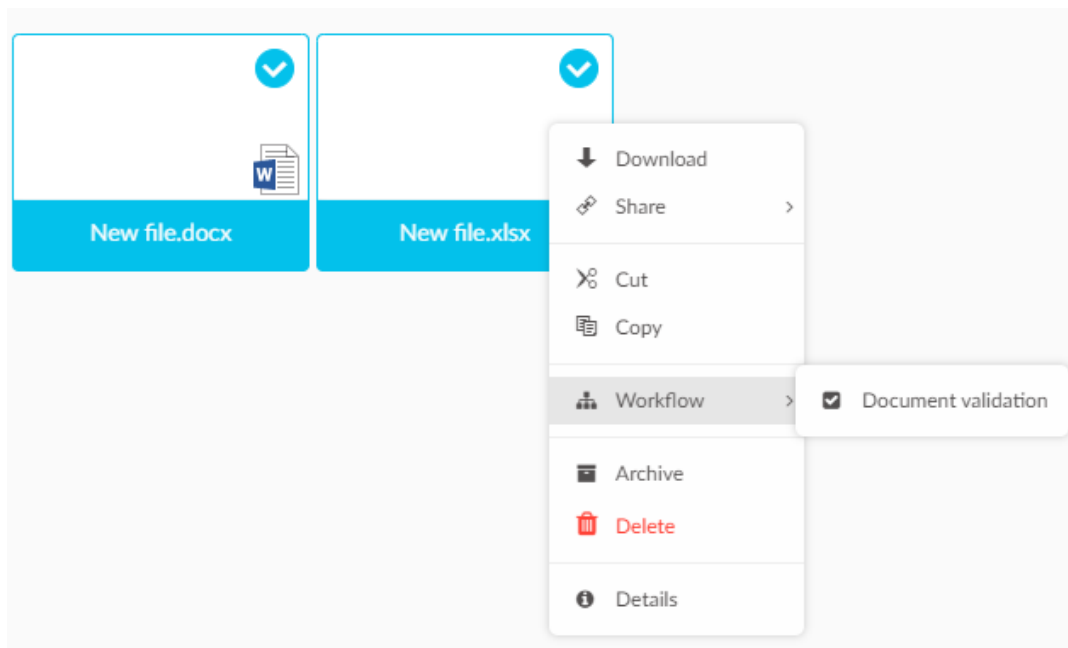 W
New file.docx
New file.xlsx
Download
Share
Cut
Copy
Workflow
Document validation
Archive
Delete
Details